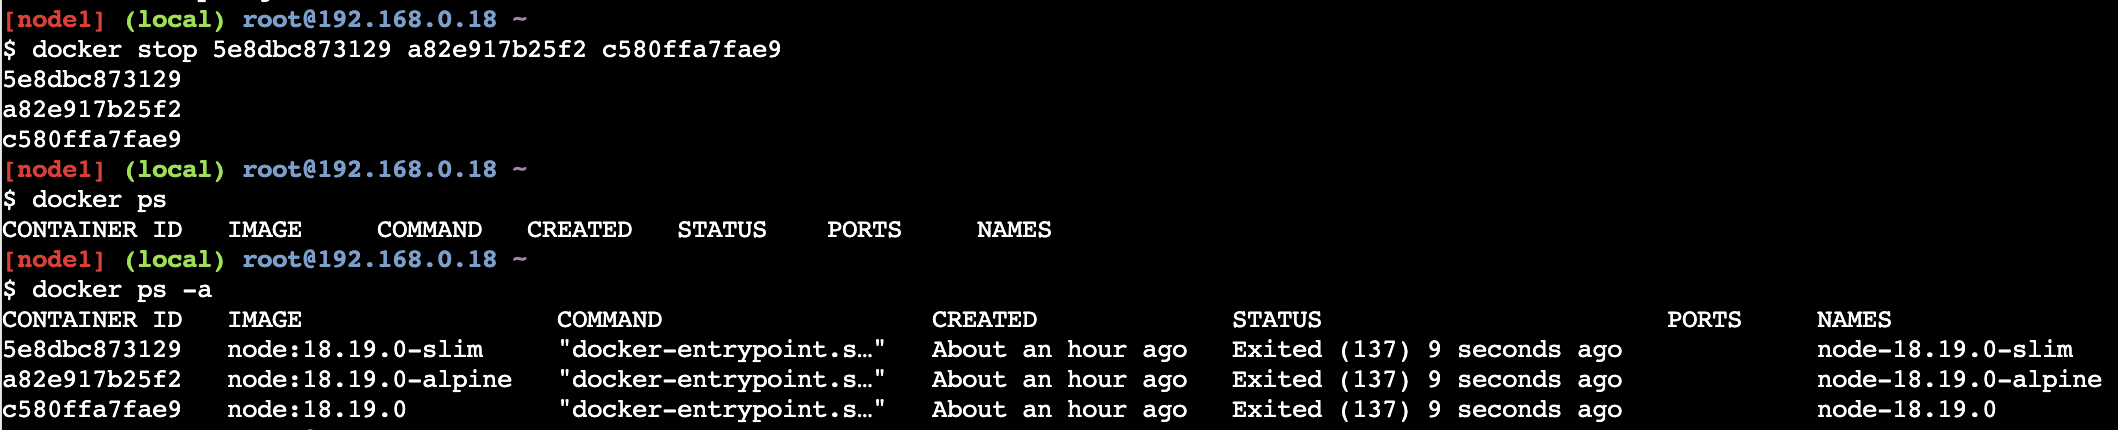 [node1] (local) root@192.168.0.18 ~
$ docker stop 5e8dbc873129 a82e917b25f2 c580ffa7fae9
5e8dbc873129
a82e917b25f2
c580ffa7fae9
[node1] (local) root@192.168.0.18 ~
$ docker ps
CONTAINER ID   IMAGE     COMMAND   CREATED   STATUS    PORTS     NAMES
[node1] (local) root@192.168.0.18 ~
$ docker ps -a
CONTAINER ID   IMAGE                 COMMAND                  CREATED             STATUS                       PORTS     NAMES
5e8dbc873129   node:18.19.0-slim     "docker-entrypoint.s…"   About an hour ago   Exited (137) 9 seconds ago             node-18.19.0-slim
a82e917b25f2   node:18.19.0-alpine   "docker-entrypoint.s…"   About an hour ago   Exited (137) 9 seconds ago             node-18.19.0-alpine
c580ffa7fae9   node:18.19.0          "docker-entrypoint.s…"   About an hour ago   Exited (137) 9 seconds ago             node-18.19.0